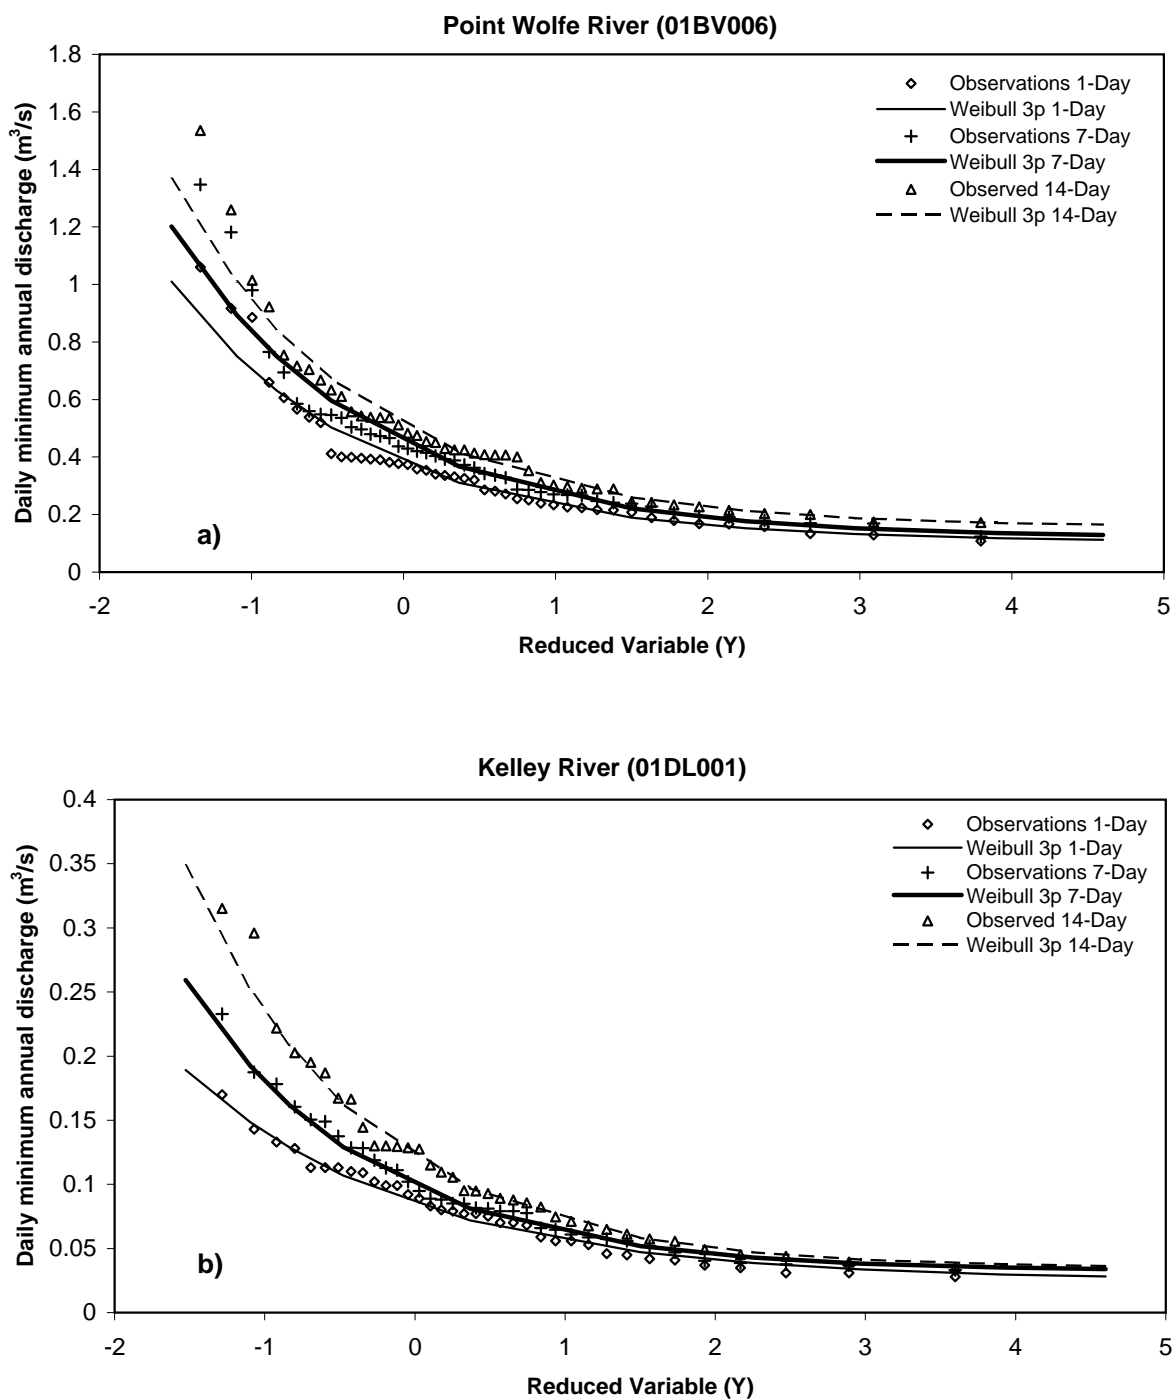 Point Wolfe River (01BV006)
Daily minimum annual discharge (m³/s)
1.8
1.6
1.4
1.2
1
0.8
0.6
0.4
0.2
0
-2
-1
0
1
2
3
4
5
Reduced Variable (Y)
Observations 1-Day
Weibull 3p 1-Day
Observations 7-Day
Weibull 3p 7-Day
Observed 14-Day
Weibull 3p 14-Day
a)
Kelley River (01DL001)
Daily minimum annual discharge (m³/s)
0.4
0.35
0.3
0.25
0.2
0.15
0.1
0.05
0
-2
-1
0
1
2
3
4
5
Reduced Variable (Y)
Observations 1-Day
Weibull 3p 1-Day
Observations 7-Day
Weibull 3p 7-Day
Observed 14-Day
Weibull 3p 14-Day
b)